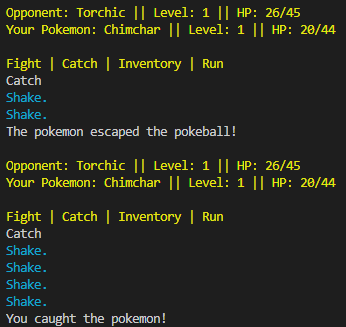 Opponent: Torchic || Level: 1 || HP: 26/45
Your Pokemon: Chimchar || Level: 1 || HP: 20/44
Fight | Catch | Inventory | Run
Catch
Shake.
Shake.
The pokemon escaped the pokeball!
Opponent: Torchic || Level: 1 || HP: 26/45
Your Pokemon: Chimchar || Level: 1 || HP: 20/44
Fight | Catch | Inventory | Run
Catch
Shake.
Shake.
Shake.
Shake.
You caught the pokemon!